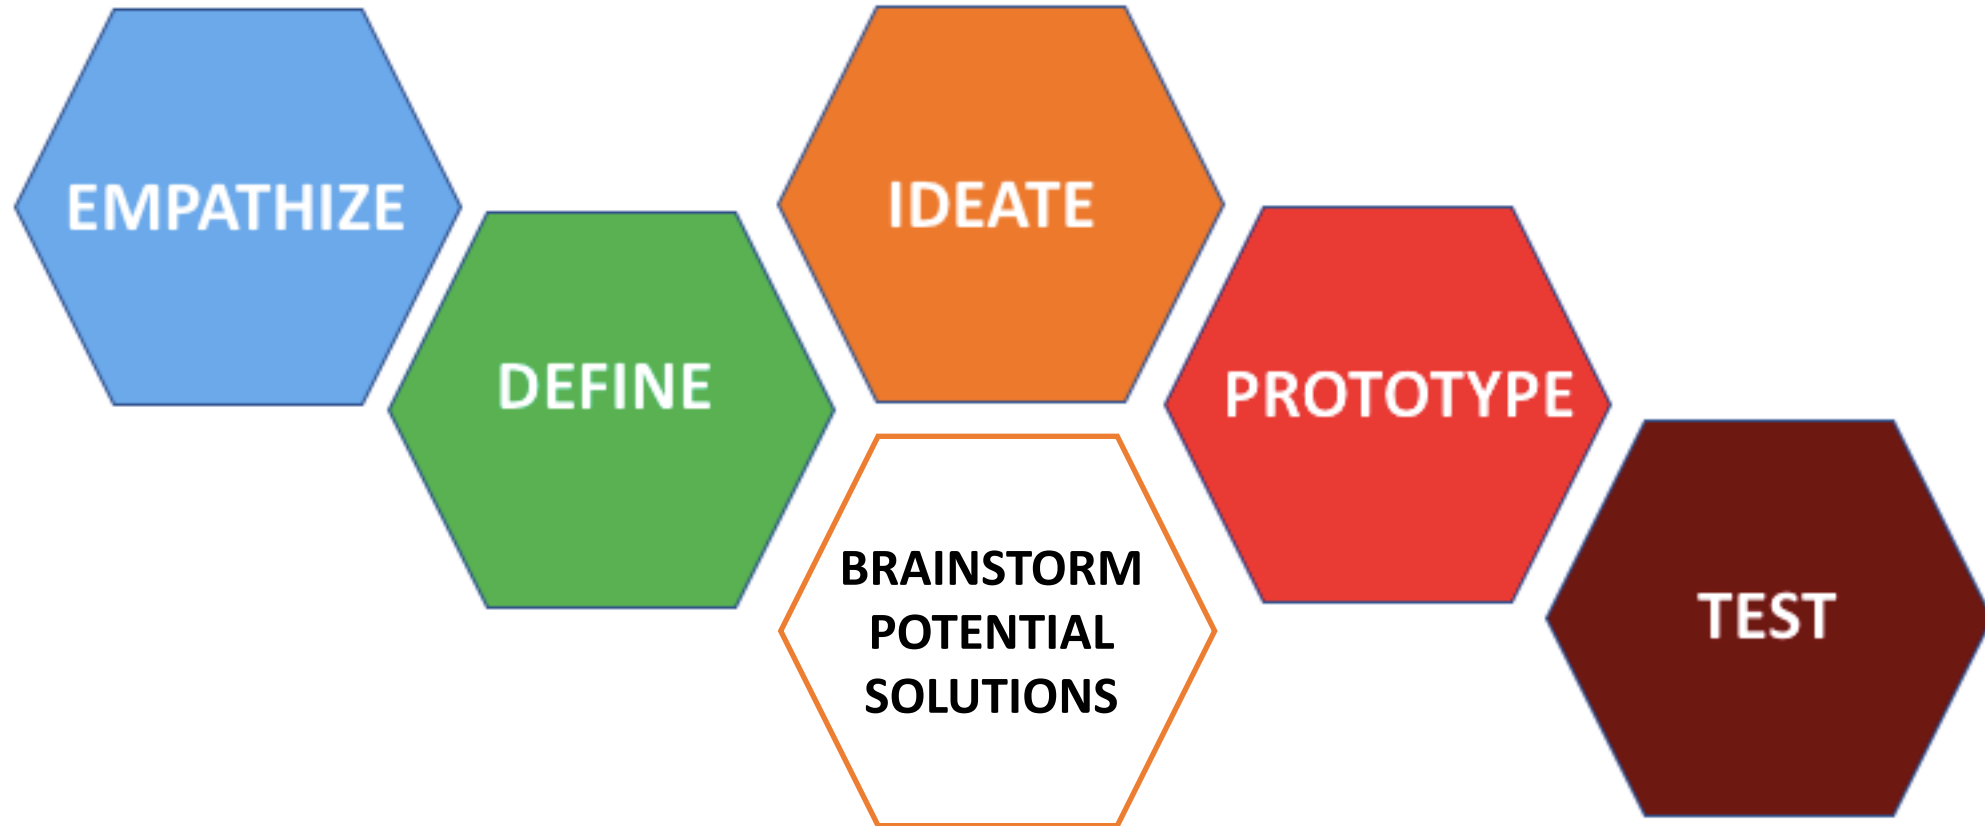 EMPATHIZE
DEFINE
IDEATE
BRAINSTORM
POTENTIAL
SOLUTIONS
PROTOTYPE
TEST